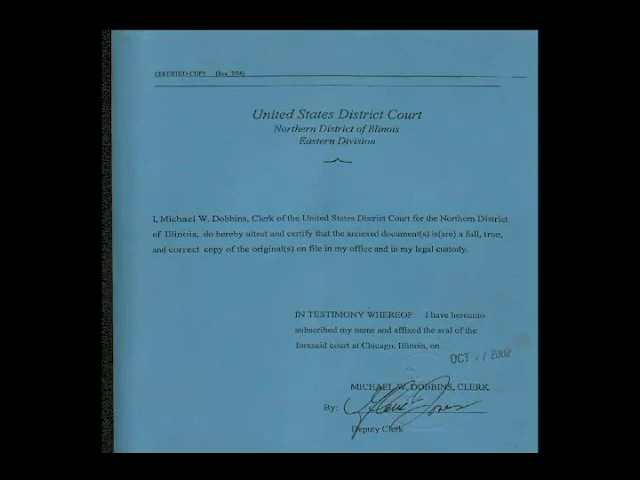 CERTIFIED COPY (Rev. 7/94)
United States District Court
Northern District of Illinois
Eastern Division
I, Michael W. Dobbins, Clerk of the United States District Court for the Northern District
of Illinois, do hereby attest and certify that the annexed document(s) is(are) a full, true,
and correct copy of the original(s) on file in my office and in my legal custody.
IN TESTIMONY WHEREOF: I have hereunto
subscribed my name and affixed the seal of the
foresaid court at Chicago, Illinois, on
OCT 17 2002
MICHAEL W. DOBBINS, CLERK
By:
Deputy Clerk